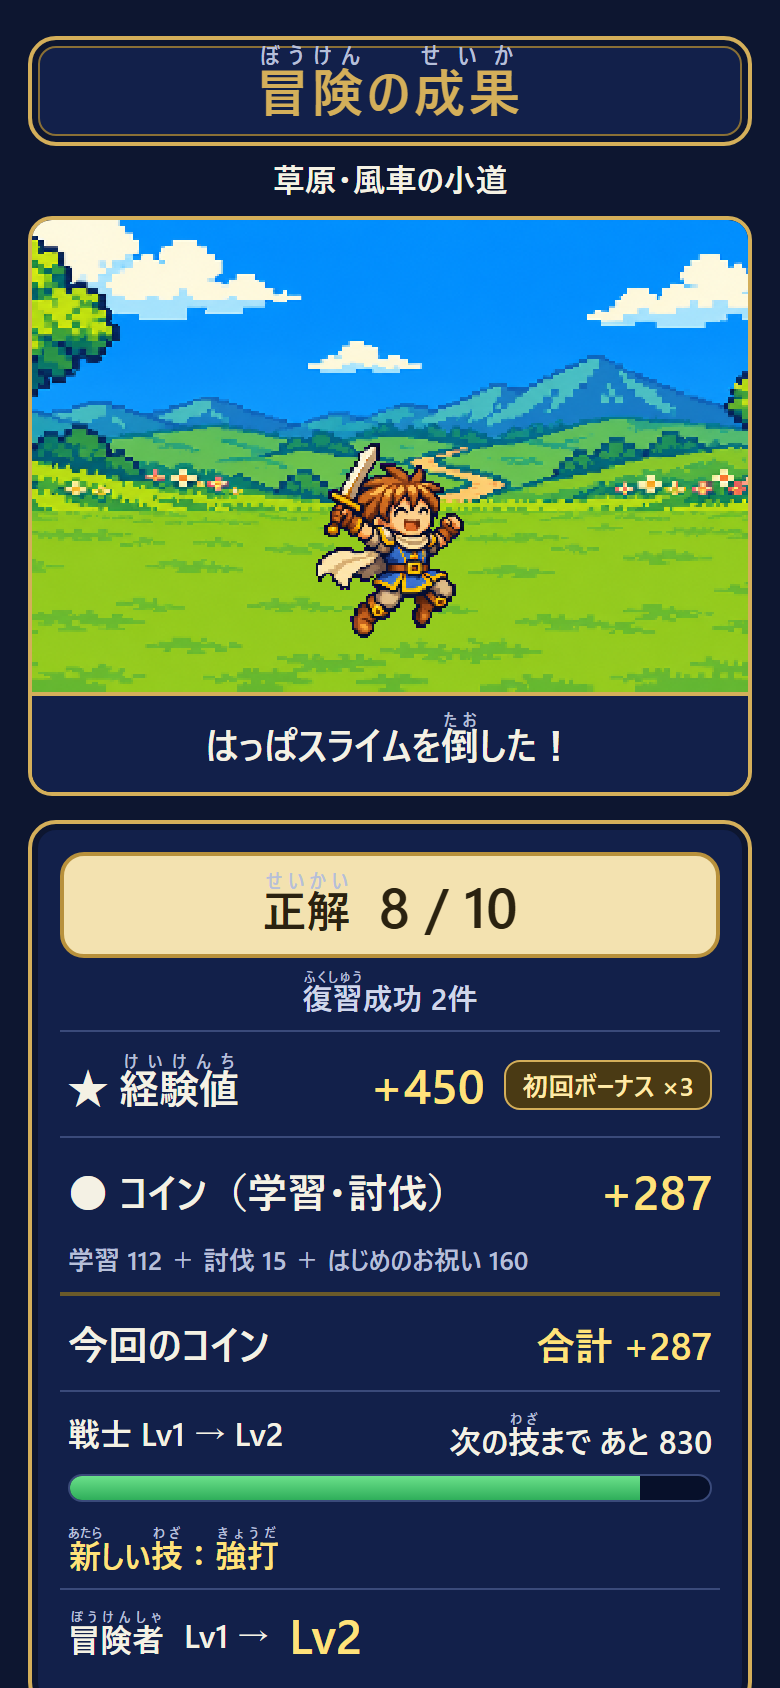 ぼうけん せいか
冒険の成果
草原・風車の小道
たお
はっぱスライムを倒した！
せいかい
正解 8 / 10
ふくしゅう
復習成功 2件
けいけんち
★ 経験値 +450 初回ボーナス ×3
● コイン（学習・討伐） +287
学習 112 ＋ 討伐 15 ＋ はじめのお祝い 160
今回のコイン 合計 +287
わざ
戦士 Lv1 → Lv2 次の技まで あと 830
あたら わざ きょうだ
新しい技：強打
ぼうけんしゃ
冒険者 Lv1 → Lv2